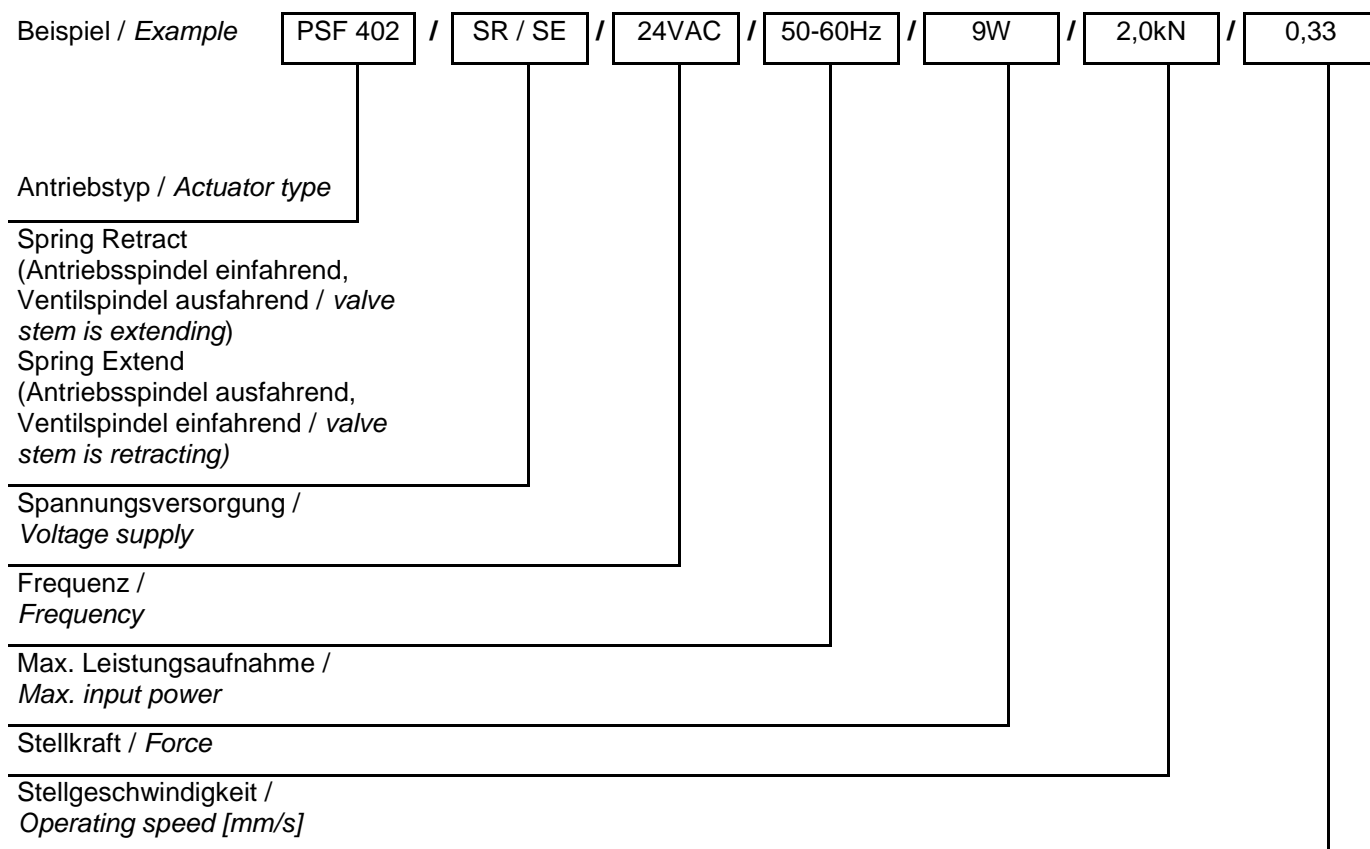 Beispiel / Example PSF 402 / SR / SE / 24VAC / 50-60Hz / 9W / 2,0kN / 0,33
Antriebstyp / Actuator type
Spring Retract
(Antriebsspindel einfahrend,
Ventilspindel ausfahrend / valve
stem is extending)
Spring Extend
(Antriebsspindel ausfahrend,
Ventilspindel einfahrend / valve
stem is retracting)
Spannungsversorgung /
Voltage supply
Frequenz /
Frequency
Max. Leistungsaufnahme /
Max. input power
Stellkraft / Force
Stellgeschwindigkeit /
Operating speed [mm/s]